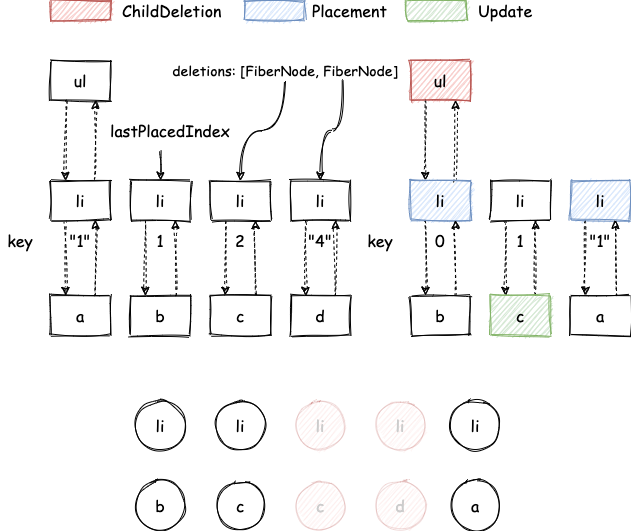 ChildDeletion Placement Update
ul deletions: [FiberNode, FiberNode] ul
lastPlacedIndex
li li li li li li li
key "1" 1 2 "4" key 0 1 "1"
a b c d b c a
li li li li li
b c c d a